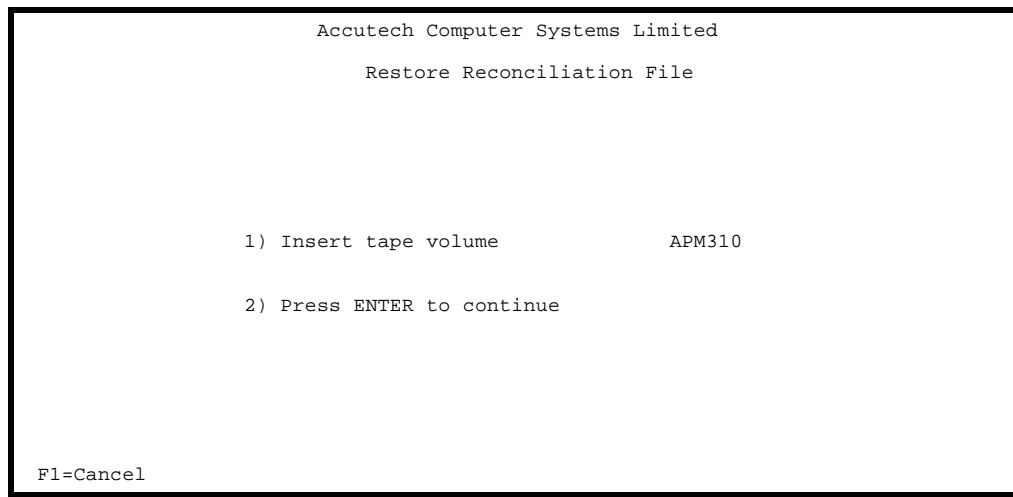 Accutech Computer Systems Limited
Restore Reconciliation File
1) Insert tape volume APM310
2) Press ENTER to continue
F1=Cancel